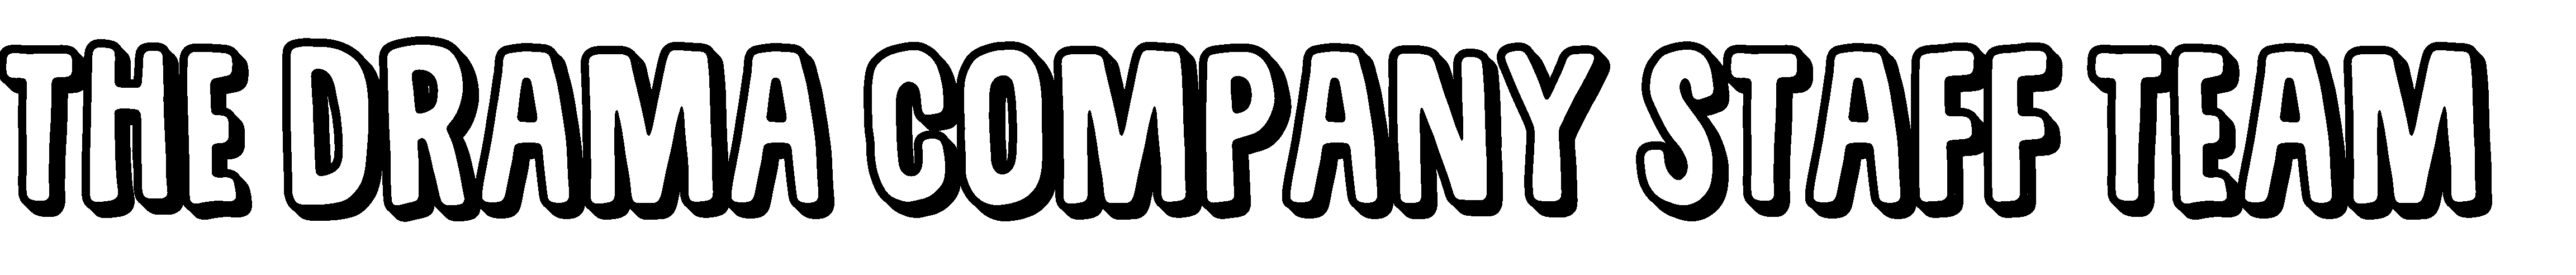 THE DRAMA COMPANY STAFF TEAM